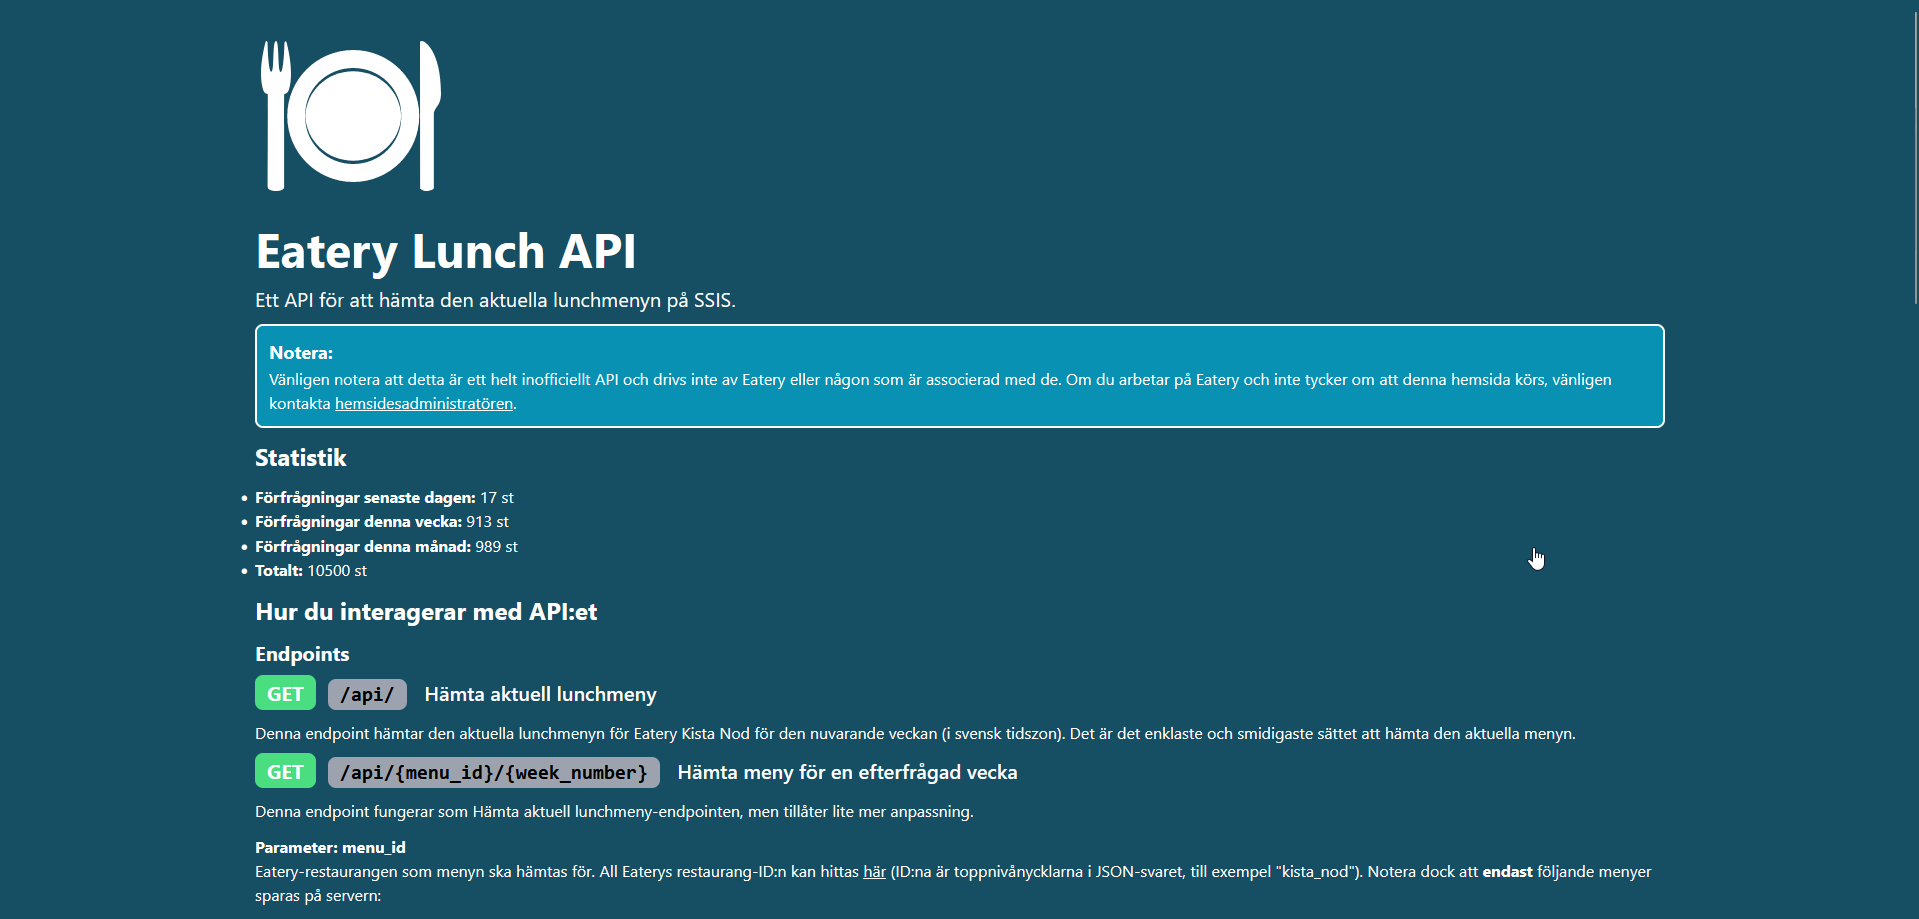 Eatery Lunch API
Ett API för att hämta den aktuella lunchmenyn på SSIS.
Notera:
Vänligen notera att detta är ett helt inofficiellt API och drivs inte av Eatery eller någon som är associerad med de. Om du arbetar på Eatery och inte tycker om att denna hemsida körs, vänligen
kontakta hemsidesadministratören.
Statistik
• Förfrågningar senaste dagen: 17 st
• Förfrågningar denna vecka: 913 st
• Förfrågningar denna månad: 989 st
• Totalt: 10500 st
Hur du interagerar med API:et
Endpoints
GET /api/ Hämta aktuell lunchmeny
Denna endpoint hämtar den aktuella lunchmenyn för Eatery Kista Nod för den nuvarande veckan (i svensk tidszon). Det är det enklaste och smidigaste sättet att hämta den aktuella menyn.
GET /api/{menu_id}/{week_number} Hämta meny för en efterfrågad vecka
Denna endpoint fungerar som Hämta aktuell lunchmeny-endpointen, men tillåter lite mer anpassning.
Parameter: menu_id
Eatery-restaurangen som menyn ska hämtas för. All Eaterys restaurang-ID:n kan hittas här (ID:na är toppnivånycklarna i JSON-svaret, till exempel "kista_nod"). Notera dock att endast följande menyer
sparas på servern: